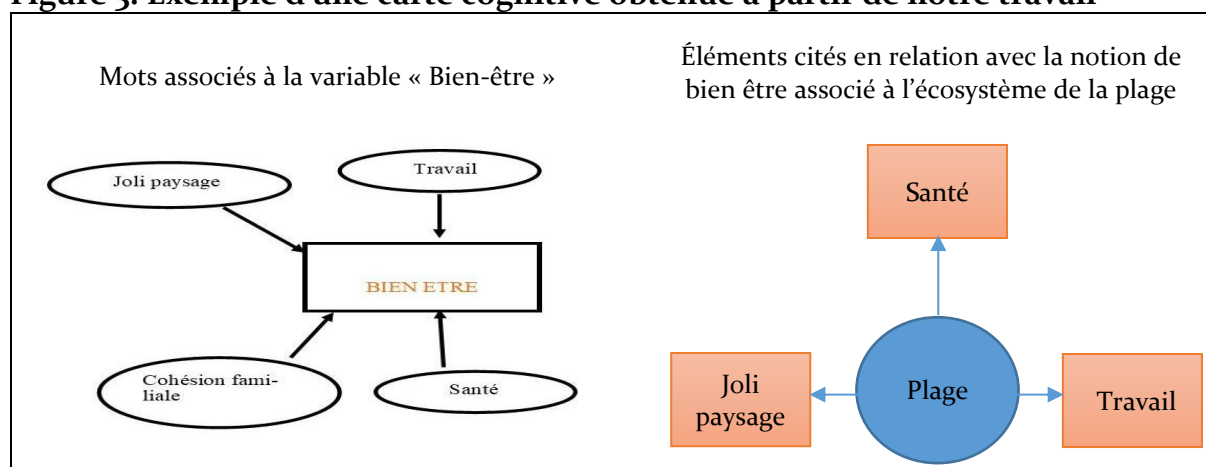 Figure 3. Exemple d'une carte cognitive obtenue à partir de notre travail
Mots associés à la variable « Bien-être »
Joli paysage
Travail
BIEN ETRE
Cohésion fami-
liale
Santé
Éléments cités en relation avec la notion de
bien être associé à l'écosystème de la plage
Santé
Joli
paysage
Plage
Travail